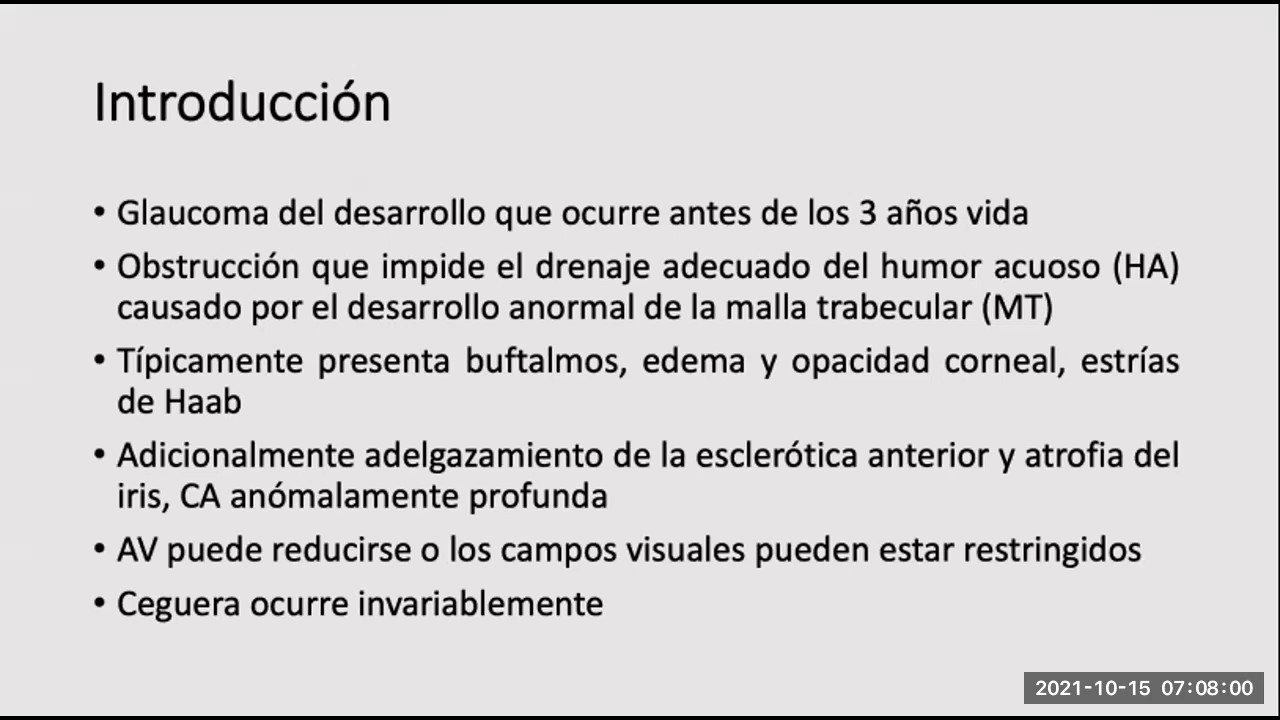 Introducción
• Glaucoma del desarrollo que ocurre antes de los 3 años vida
• Obstrucción que impide el drenaje adecuado del humor acuoso (HA)
causado por el desarrollo anormal de la malla trabecular (MT)
• Típicamente presenta buftalmos, edema y opacidad corneal, estrías
de Haab
• Adicionalmente adelgazamiento de la esclerótica anterior y atrofia del
iris, CA anómalamente profunda
• AV puede reducirse o los campos visuales pueden estar restringidos
• Ceguera ocurre invariablemente
2021-10-15 07:08:00